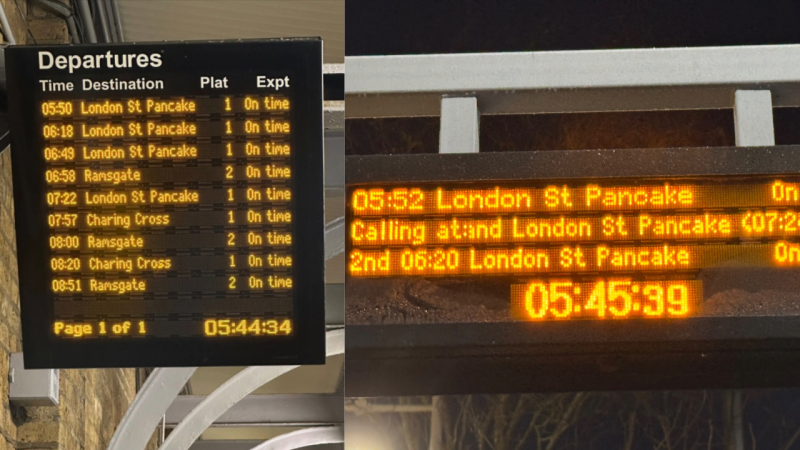 Departures
Time Destination Plat Expt
05:50 London St Pancake 1 On time
06:18 London St Pancake 1 On time
06:49 London St Pancake 1 On time
06:58 Ramsgate 2 On time
07:22 London St Pancake 1 On time
07:57 Charing Cross 1 On time
08:00 Ramsgate 2 On time
08:20 Charing Cross 1 On time
08:51 Ramsgate 2 On time
Page 1 of 1 05:44:34
05:52 London St Pancake On
Calling at:and London St Pancake (07:2
2nd 06:20 London St Pancake On
05:45:39